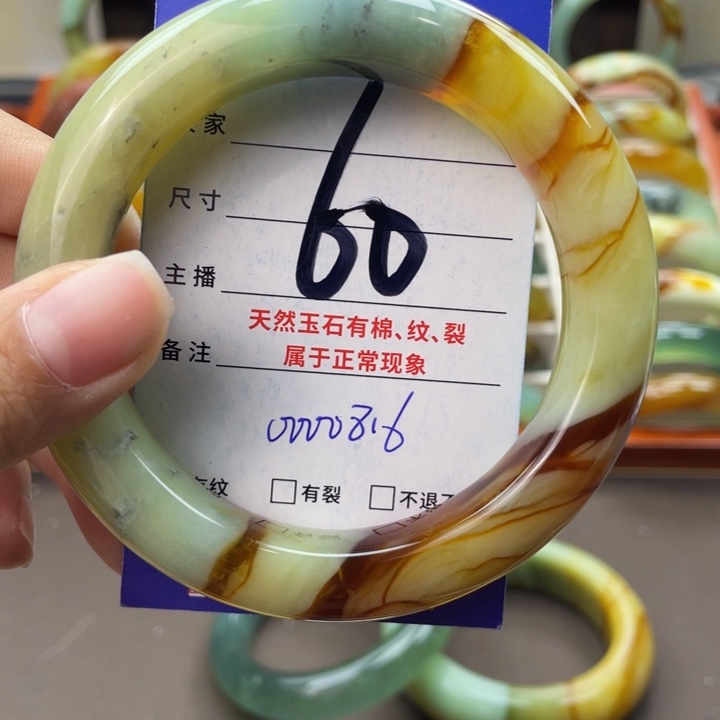 家
尺寸
60
主播
天然玉石有棉、纹、裂
属于正常现象
备注
0000816
有纹 □有裂 □不退